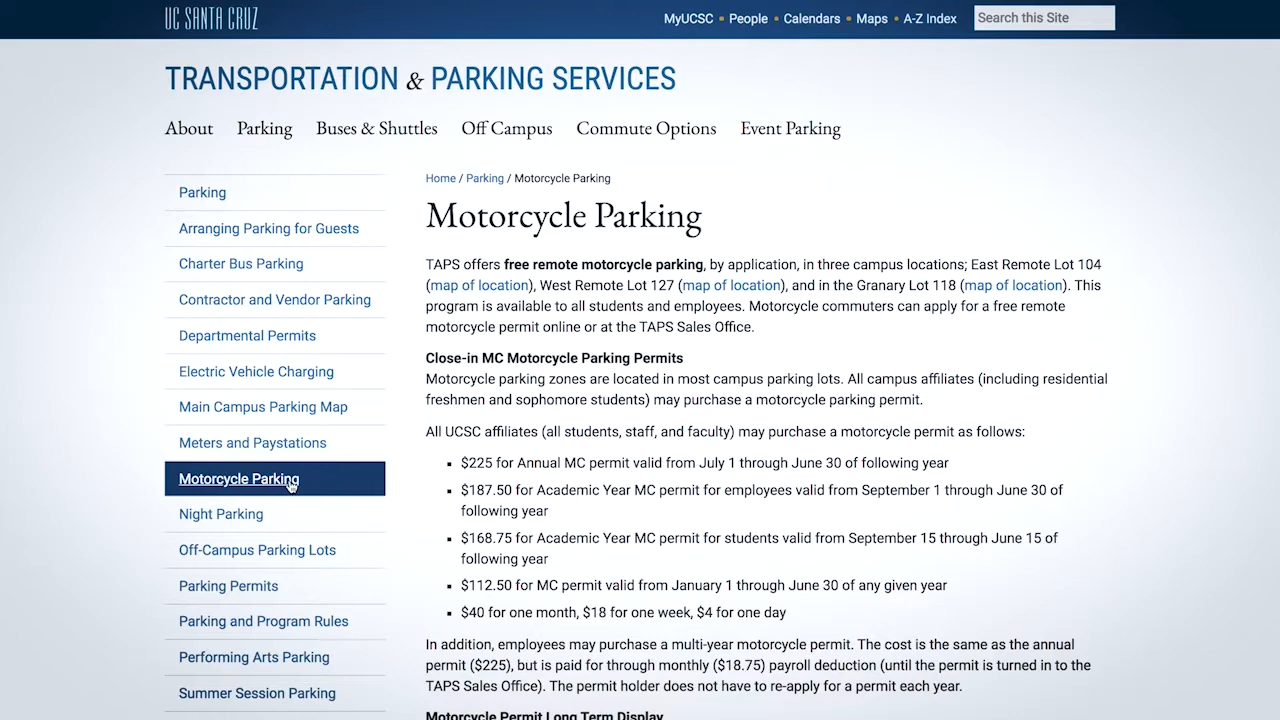 UC SANTA CRUZ
MyUCSC People Calendars Maps A-Z Index
Search this Site
TRANSPORTATION & PARKING SERVICES
About Parking Buses & Shuttles Off Campus Commute Options Event Parking
Parking
Arranging Parking for Guests
Charter Bus Parking
Contractor and Vendor Parking
Departmental Permits
Electric Vehicle Charging
Main Campus Parking Map
Meters and Paystations
Motorcycle Parking
Night Parking
Off-Campus Parking Lots
Parking Permits
Parking and Program Rules
Performing Arts Parking
Summer Session Parking
Home / Parking / Motorcycle Parking
Motorcycle Parking
TAPS offers free remote motorcycle parking, by application, in three campus locations; East Remote Lot 104
(map of location), West Remote Lot 127 (map of location), and in the Granary Lot 118 (map of location). This
program is available to all students and employees. Motorcycle commuters can apply for a free remote
motorcycle permit online or at the TAPS Sales Office.
Close-in MC Motorcycle Parking Permits
Motorcycle parking zones are located in most campus parking lots. All campus affiliates (including residential
freshmen and sophomore students) may purchase a motorcycle parking permit.
All UCSC affiliates (all students, staff, and faculty) may purchase a motorcycle permit as follows:
$225 for Annual MC permit valid from July 1 through June 30 of following year
$187.50 for Academic Year MC permit for employees valid from September 1 through June 30 of
following year
$168.75 for Academic Year MC permit for students valid from September 15 through June 15 of
following year
$112.50 for MC permit valid from January 1 through June 30 of any given year
$40 for one month, $18 for one week, $4 for one day
In addition, employees may purchase a multi-year motorcycle permit. The cost is the same as the annual
permit ($225), but is paid for through monthly ($18.75) payroll deduction (until the permit is turned in to the
TAPS Sales Office). The permit holder does not have to re-apply for a permit each year.
Motorcycle Permit Long Term Display